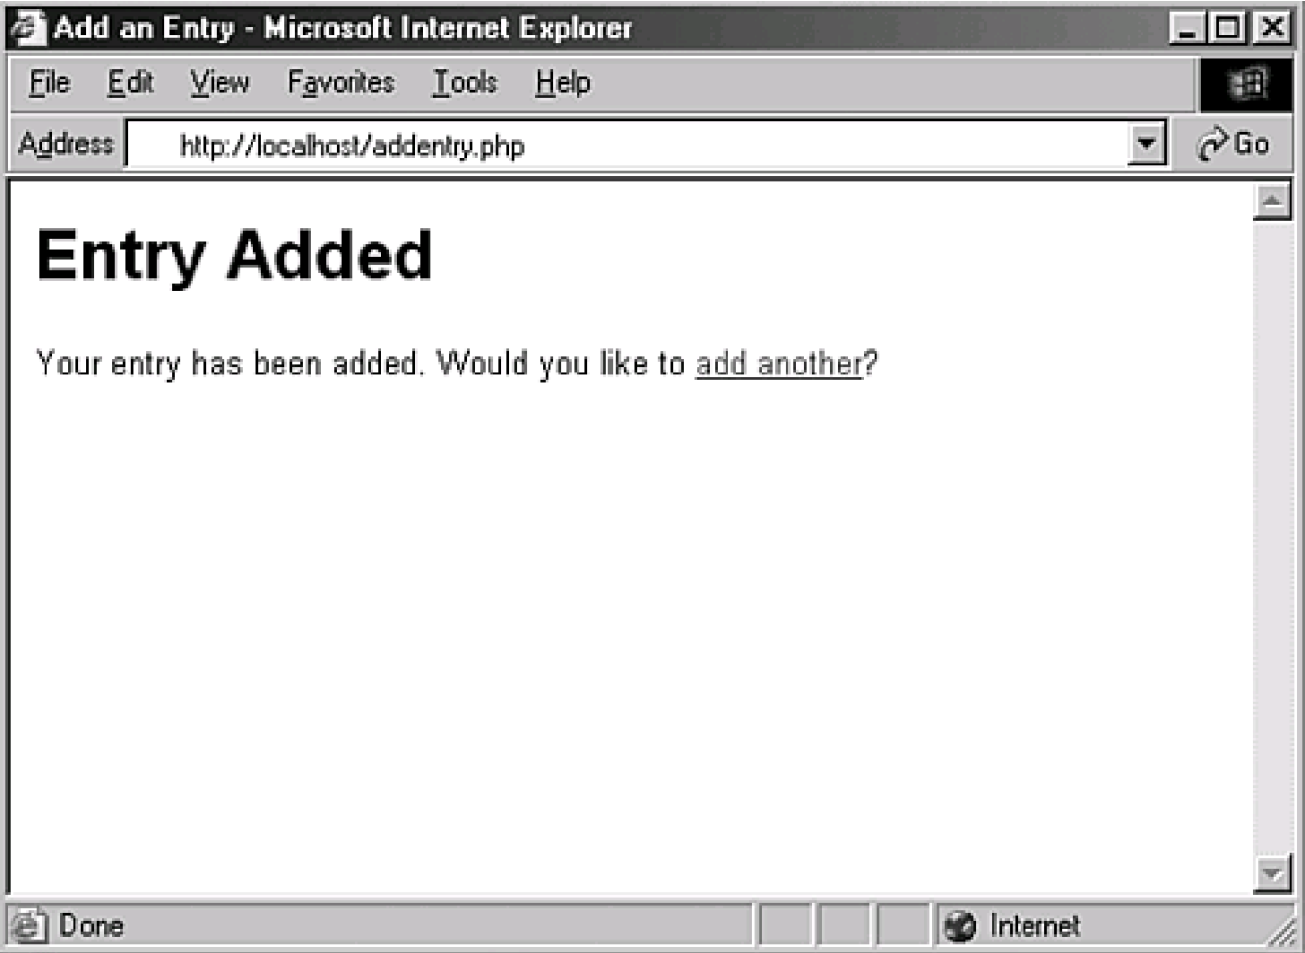 Add an Entry - Microsoft Internet Explorer
File Edit View Favorites Tools Help
Address http://localhost/addentry.php Go
Entry Added
Your entry has been added. Would you like to add another?
Done Internet